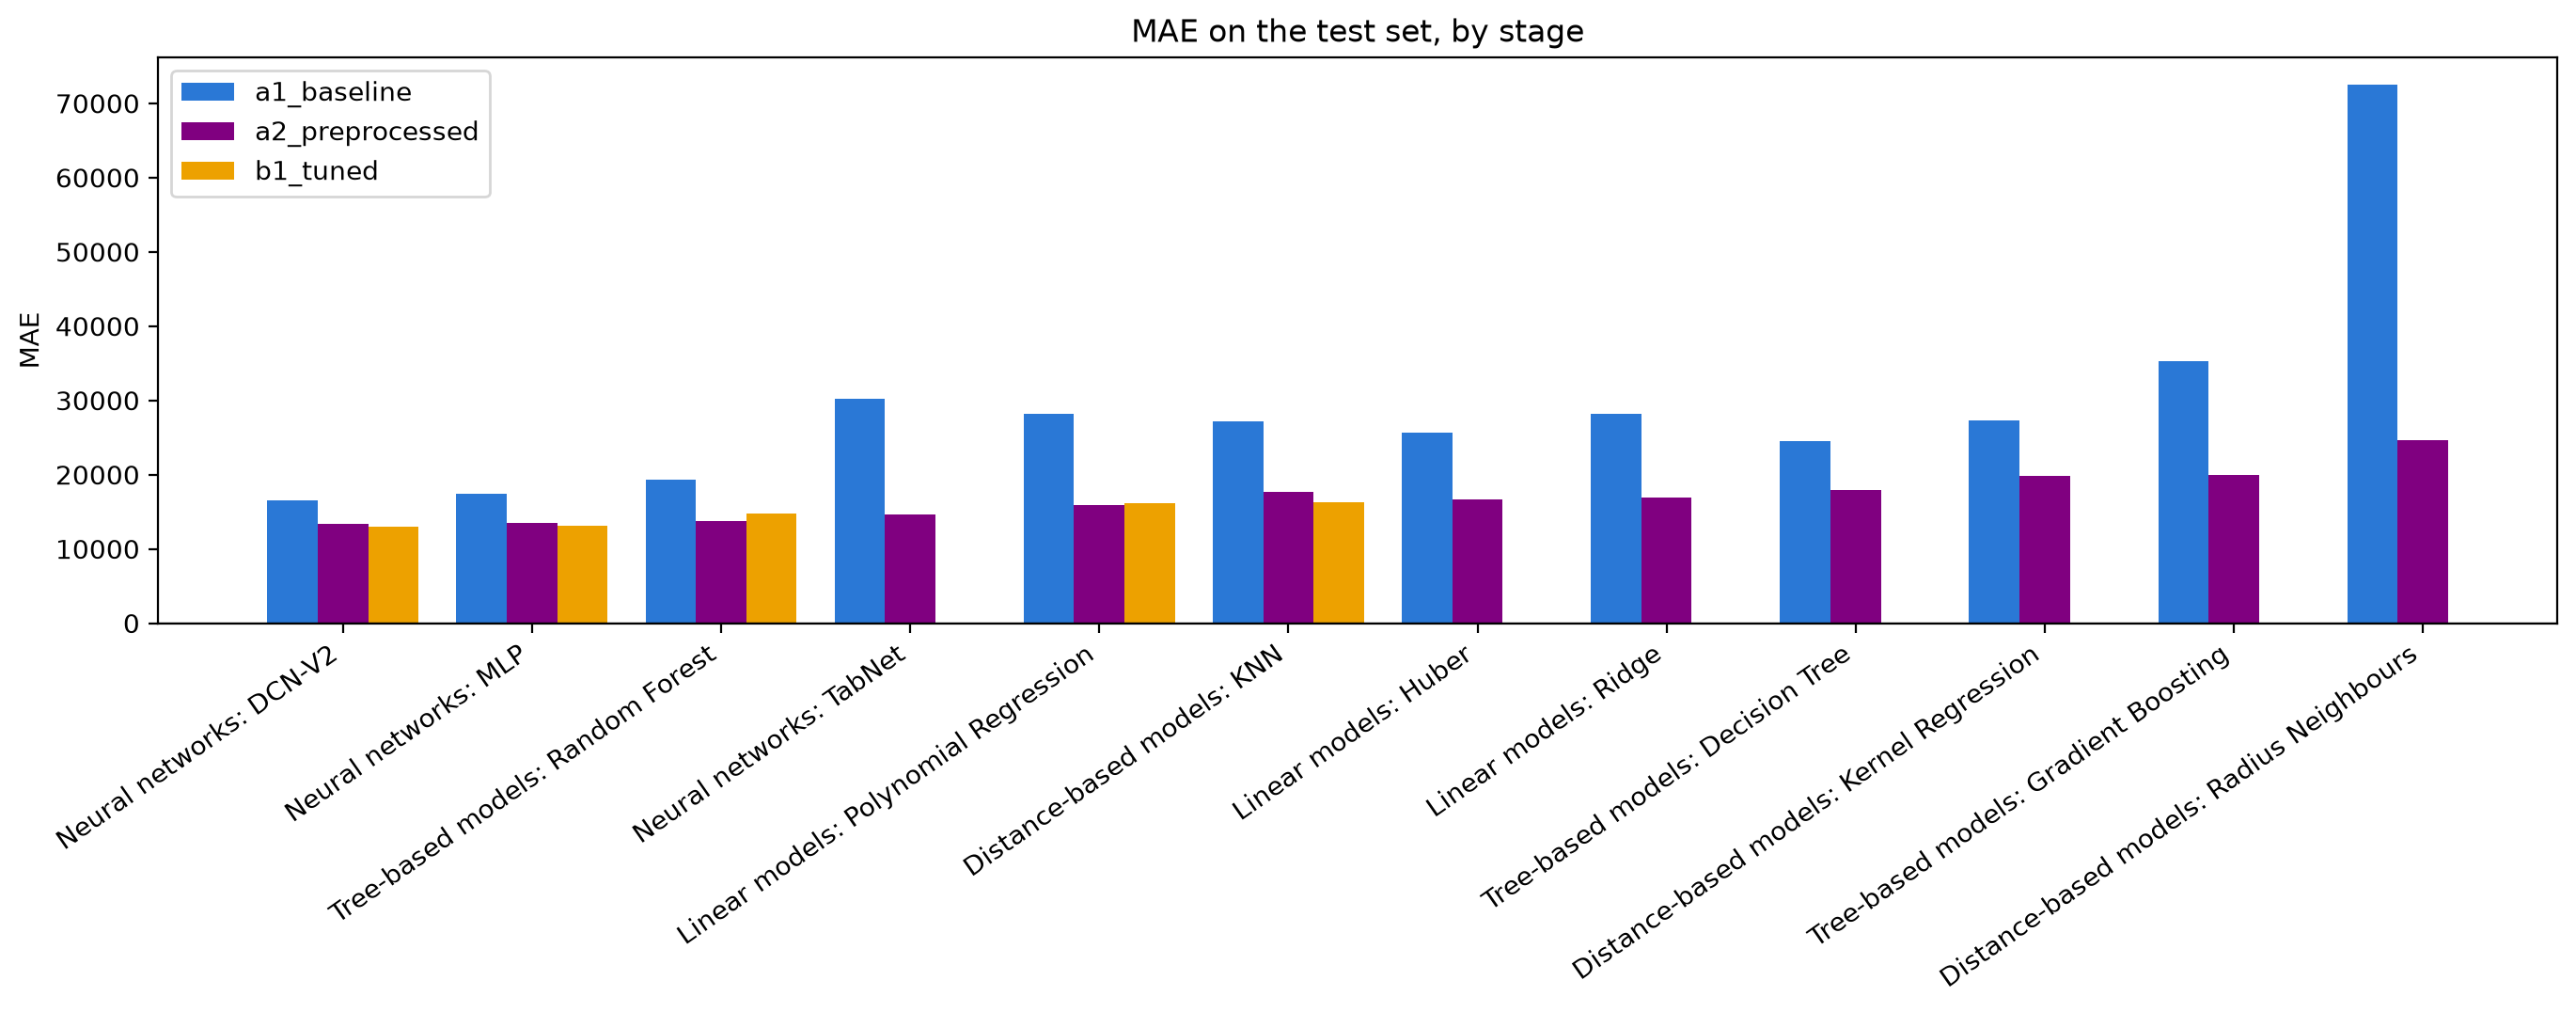 MAE on the test set, by stage
a1_baseline
a2_preprocessed
b1_tuned
MAE
70000
60000
50000
40000
30000
20000
10000
0
Neural networks: DCN-V2
Neural networks: MLP
Tree-based models: Random Forest
Neural networks: TabNet
Linear models: Polynomial Regression
Distance-based models: KNN
Linear models: Huber
Linear models: Ridge
Tree-based models: Decision Tree
Distance-based models: Kernel Regression
Tree-based models: Gradient Boosting
Distance-based models: Radius Neighbours